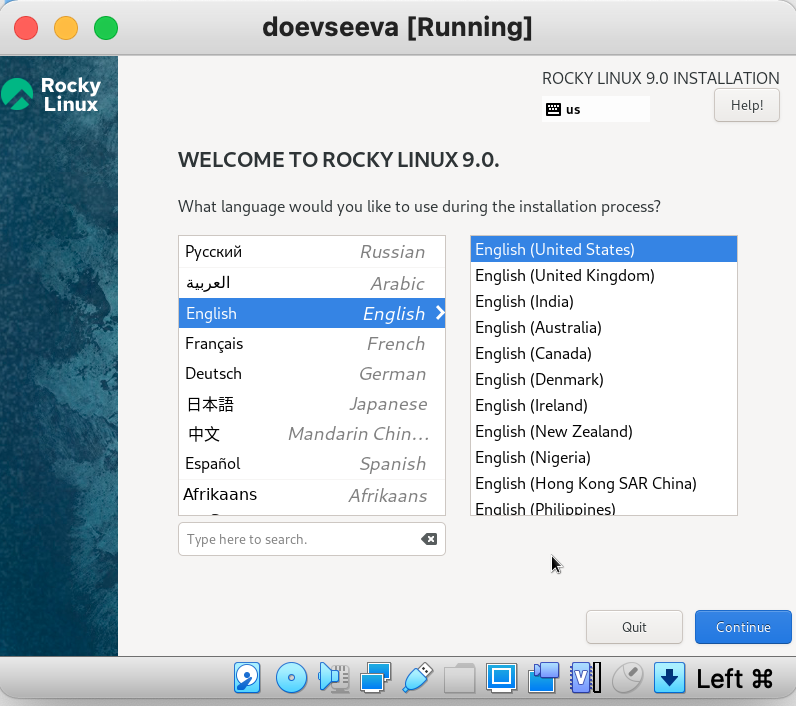 doevseeva [Running]
Rocky
Linux
ROCKY LINUX 9.0 INSTALLATION
us
Help!
WELCOME TO ROCKY LINUX 9.0.
What language would you like to use during the installation process?
Русский Russian
العربية Arabic
English English
Français French
Deutsch German
日本語 Japanese
中文 Mandarin Chin...
Español Spanish
Afrikaans Afrikaans
Type here to search.
English (United States)
English (United Kingdom)
English (India)
English (Australia)
English (Canada)
English (Denmark)
English (Ireland)
English (New Zealand)
English (Nigeria)
English (Hong Kong SAR China)
English (Philippines)
Quit
Continue
V
Left ⌘